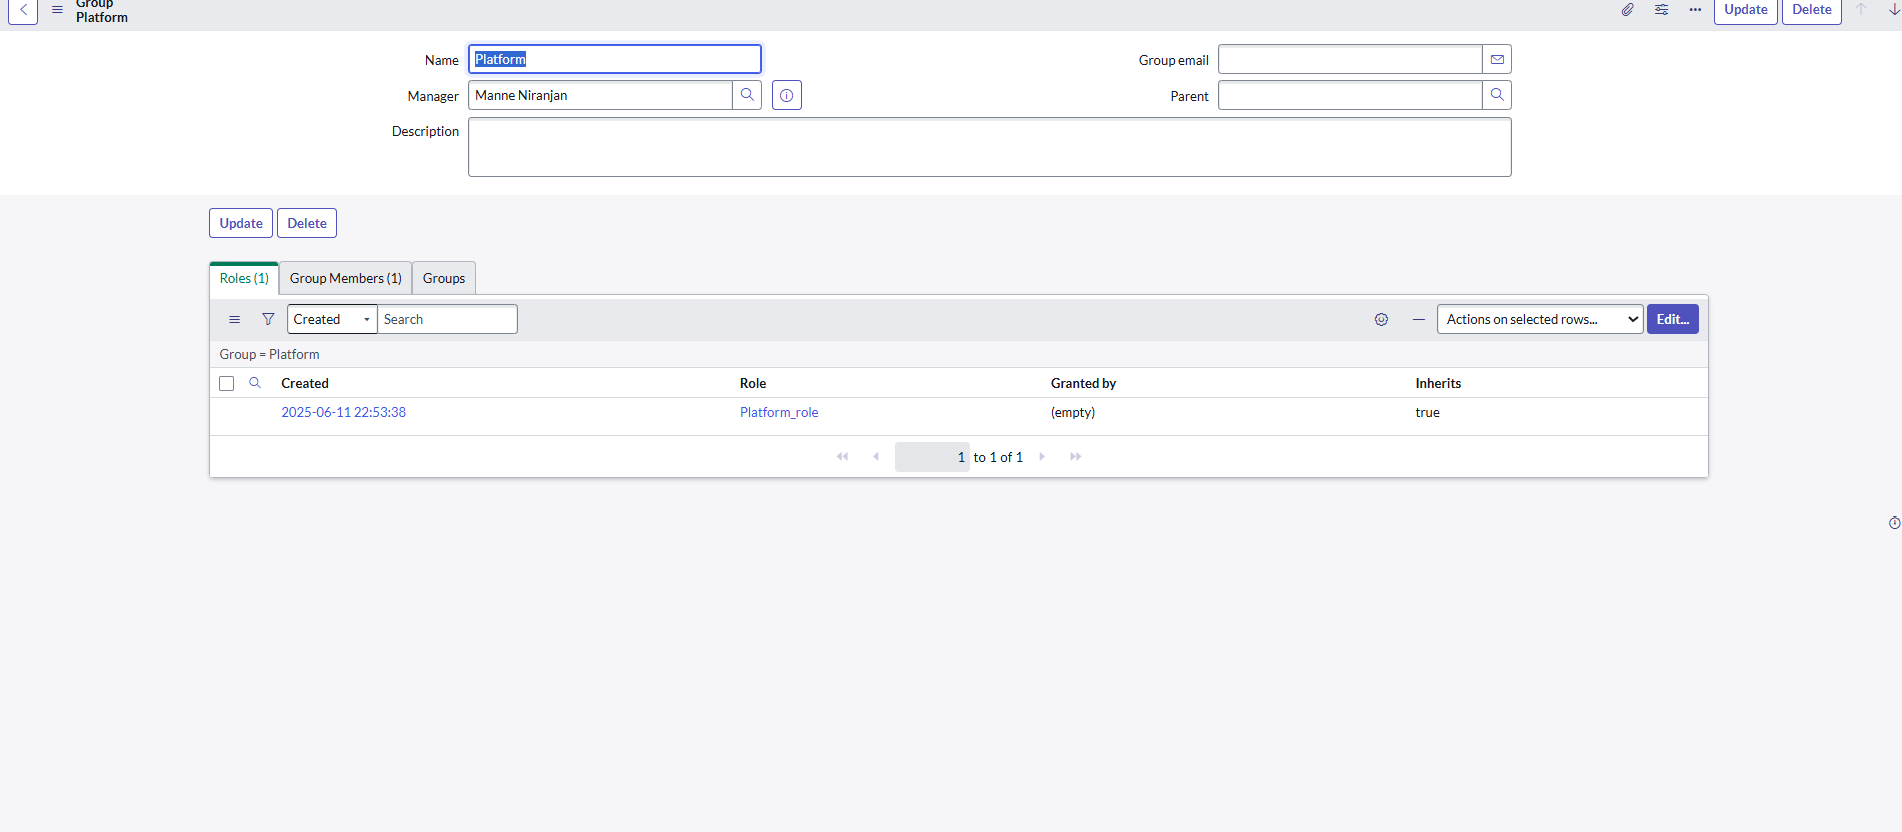 Group
Platform
Update
Delete
Name
Platform
Group email
Manager
Manne Niranjan
Parent
Description
Update
Delete
Roles (1)
Group Members (1)
Groups
Created
Search
Actions on selected rows...
Edit...
Group = Platform
Created Role Granted by Inherits
2025-06-11 22:53:38 Platform_role (empty) true
1 to 1 of 1